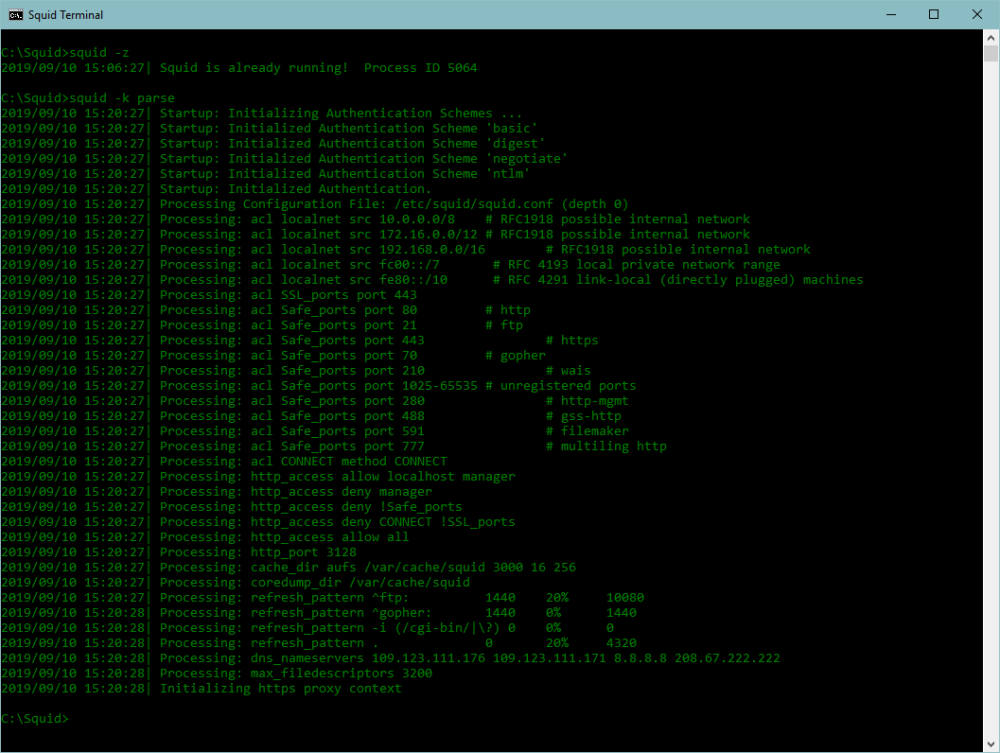 Squid Terminal
C:\Squid>squid -z
2019/09/10 15:06:27| Squid is already running!  Process ID 5064
C:\Squid>squid -k parse
2019/09/10 15:20:27| Startup: Initializing Authentication Schemes ...
2019/09/10 15:20:27| Startup: Initialized Authentication Scheme 'basic'
2019/09/10 15:20:27| Startup: Initialized Authentication Scheme 'digest'
2019/09/10 15:20:27| Startup: Initialized Authentication Scheme 'negotiate'
2019/09/10 15:20:27| Startup: Initialized Authentication Scheme 'ntlm'
2019/09/10 15:20:27| Startup: Initialized Authentication.
2019/09/10 15:20:27| Processing Configuration File: /etc/squid/squid.conf (depth 0)
2019/09/10 15:20:27| Processing: acl localnet src 10.0.0.0/8    # RFC1918 possible internal network
2019/09/10 15:20:27| Processing: acl localnet src 172.16.0.0/12 # RFC1918 possible internal network
2019/09/10 15:20:27| Processing: acl localnet src 192.168.0.0/16        # RFC1918 possible internal network
2019/09/10 15:20:27| Processing: acl localnet src fc00::/7       # RFC 4193 local private network range
2019/09/10 15:20:27| Processing: acl localnet src fe80::/10      # RFC 4291 link-local (directly plugged) machines
2019/09/10 15:20:27| Processing: acl SSL_ports port 443
2019/09/10 15:20:27| Processing: acl Safe_ports port 80         # http
2019/09/10 15:20:27| Processing: acl Safe_ports port 21         # ftp
2019/09/10 15:20:27| Processing: acl Safe_ports port 443                # https
2019/09/10 15:20:27| Processing: acl Safe_ports port 70         # gopher
2019/09/10 15:20:27| Processing: acl Safe_ports port 210                # wais
2019/09/10 15:20:27| Processing: acl Safe_ports port 1025-65535 # unregistered ports
2019/09/10 15:20:27| Processing: acl Safe_ports port 280                # http-mgmt
2019/09/10 15:20:27| Processing: acl Safe_ports port 488                # gss-http
2019/09/10 15:20:27| Processing: acl Safe_ports port 591                # filemaker
2019/09/10 15:20:27| Processing: acl Safe_ports port 777                # multiling http
2019/09/10 15:20:27| Processing: acl CONNECT method CONNECT
2019/09/10 15:20:27| Processing: http_access allow localhost manager
2019/09/10 15:20:27| Processing: http_access deny manager
2019/09/10 15:20:27| Processing: http_access deny !Safe_ports
2019/09/10 15:20:27| Processing: http_access deny CONNECT !SSL_ports
2019/09/10 15:20:27| Processing: http_access allow all
2019/09/10 15:20:27| Processing: http_port 3128
2019/09/10 15:20:27| Processing: cache_dir aufs /var/cache/squid 3000 16 256
2019/09/10 15:20:27| Processing: coredump_dir /var/cache/squid
2019/09/10 15:20:27| Processing: refresh_pattern ^ftp:          1440    20%     10080
2019/09/10 15:20:28| Processing: refresh_pattern ^gopher:       1440    0%      1440
2019/09/10 15:20:28| Processing: refresh_pattern -i (/cgi-bin/|\?) 0    0%      0
2019/09/10 15:20:28| Processing: refresh_pattern .              0       20%     4320
2019/09/10 15:20:28| Processing: dns_nameservers 109.123.111.176 109.123.111.171 8.8.8.8 208.67.222.222
2019/09/10 15:20:28| Processing: max_filedescriptors 3200
2019/09/10 15:20:28| Initializing https proxy context
C:\Squid>